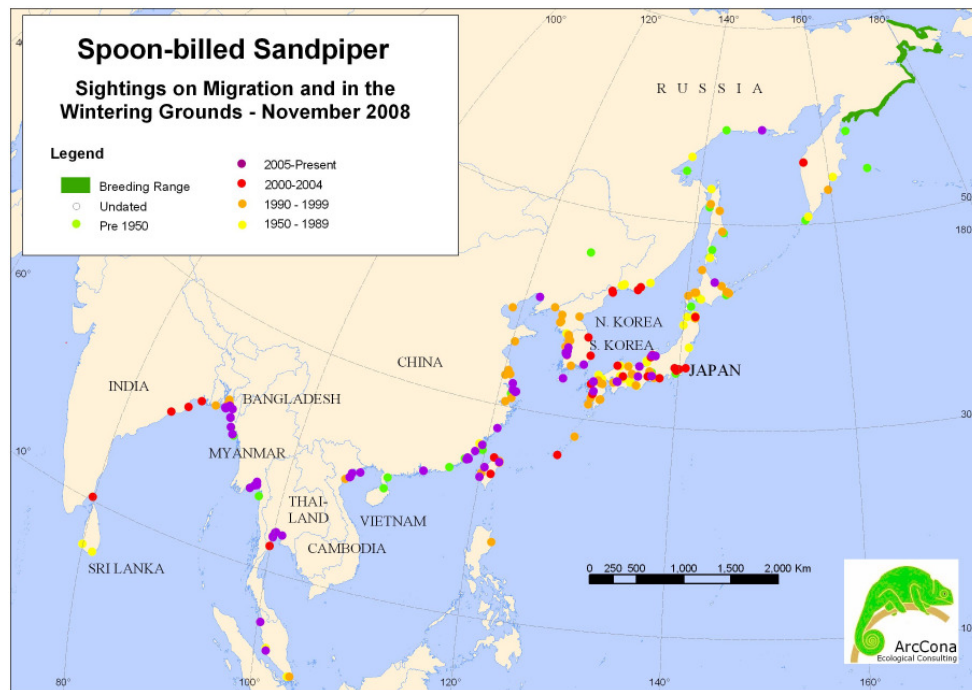 100°
120°
140°
160°
180°
Spoon-billed Sandpiper
Sightings on Migration and in the
Wintering Grounds - November 2008
Legend
Breeding Range
Undated
Pre 1950
2005-Present
2000-2004
1990 - 1999
1950 - 1989
RUSSIA
50
180°
60°
N. KOREA
S. KOREA
CHINA
JAPAN
INDIA
BANGLADESH
30
10°
MYANMAR
THAI-
LAND
VIETNAM
CAMBODIA
SRI LANKA
0 250 500 1,000 1,500 2,000 Km
10
ArcCona
Ecological Consulting
80°
100°
120°
140°
160°